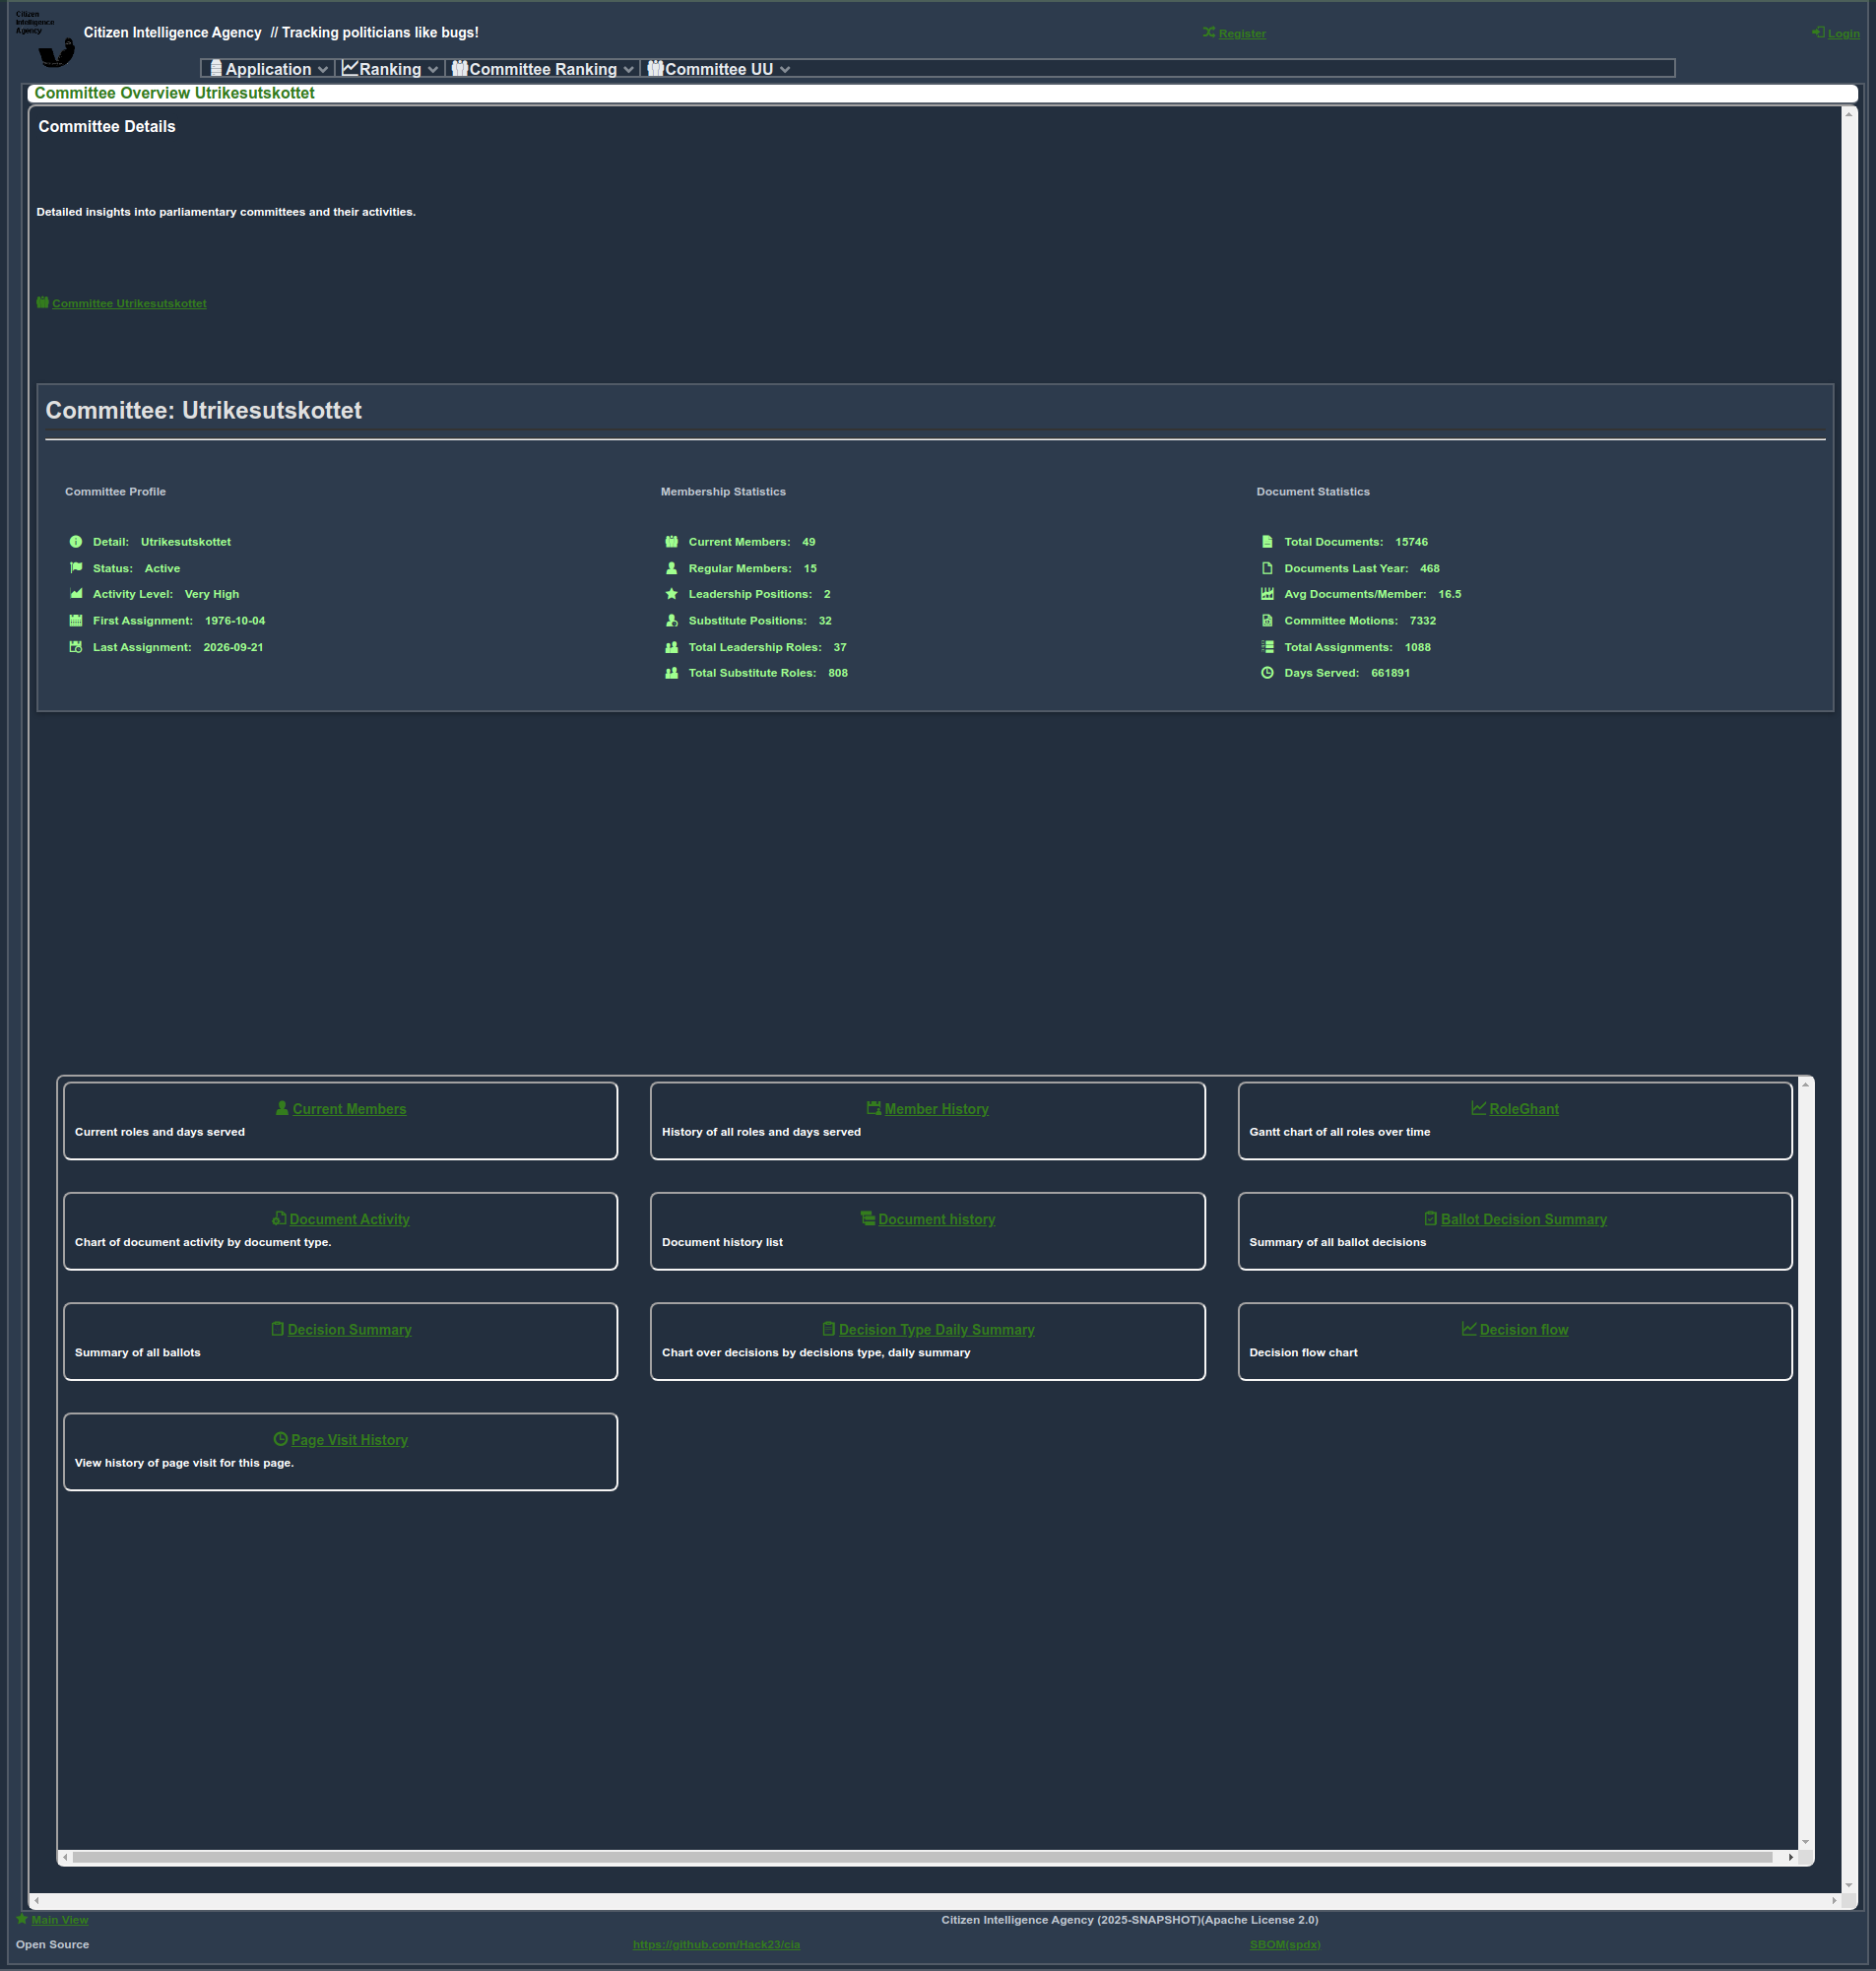 Citizen
Intelligence
Agency
Citizen Intelligence Agency // Tracking politicians like bugs!
Register
Login
Application
Ranking
Committee Ranking
Committee UU
Committee Overview Utrikesutskottet
Committee Details
Detailed insights into parliamentary committees and their activities.
Committee Utrikesutskottet
Committee: Utrikesutskottet
Committee Profile
Detail: Utrikesutskottet
Status: Active
Activity Level: Very High
First Assignment: 1976-10-04
Last Assignment: 2026-09-21
Membership Statistics
Current Members: 49
Regular Members: 15
Leadership Positions: 2
Substitute Positions: 32
Total Leadership Roles: 37
Total Substitute Roles: 808
Document Statistics
Total Documents: 15746
Documents Last Year: 468
Avg Documents/Member: 16.5
Committee Motions: 7332
Total Assignments: 1088
Days Served: 661891
Current Members
Current roles and days served
Member History
History of all roles and days served
RoleGhant
Gantt chart of all roles over time
Document Activity
Chart of document activity by document type.
Document history
Document history list
Ballot Decision Summary
Summary of all ballot decisions
Decision Summary
Summary of all ballots
Decision Type Daily Summary
Chart over decisions by decisions type, daily summary
Decision flow
Decision flow chart
Page Visit History
View history of page visit for this page.
Main View
Citizen Intelligence Agency (2025-SNAPSHOT)(Apache License 2.0)
Open Source
https://github.com/Hack23/cia
SBOM(spdx)